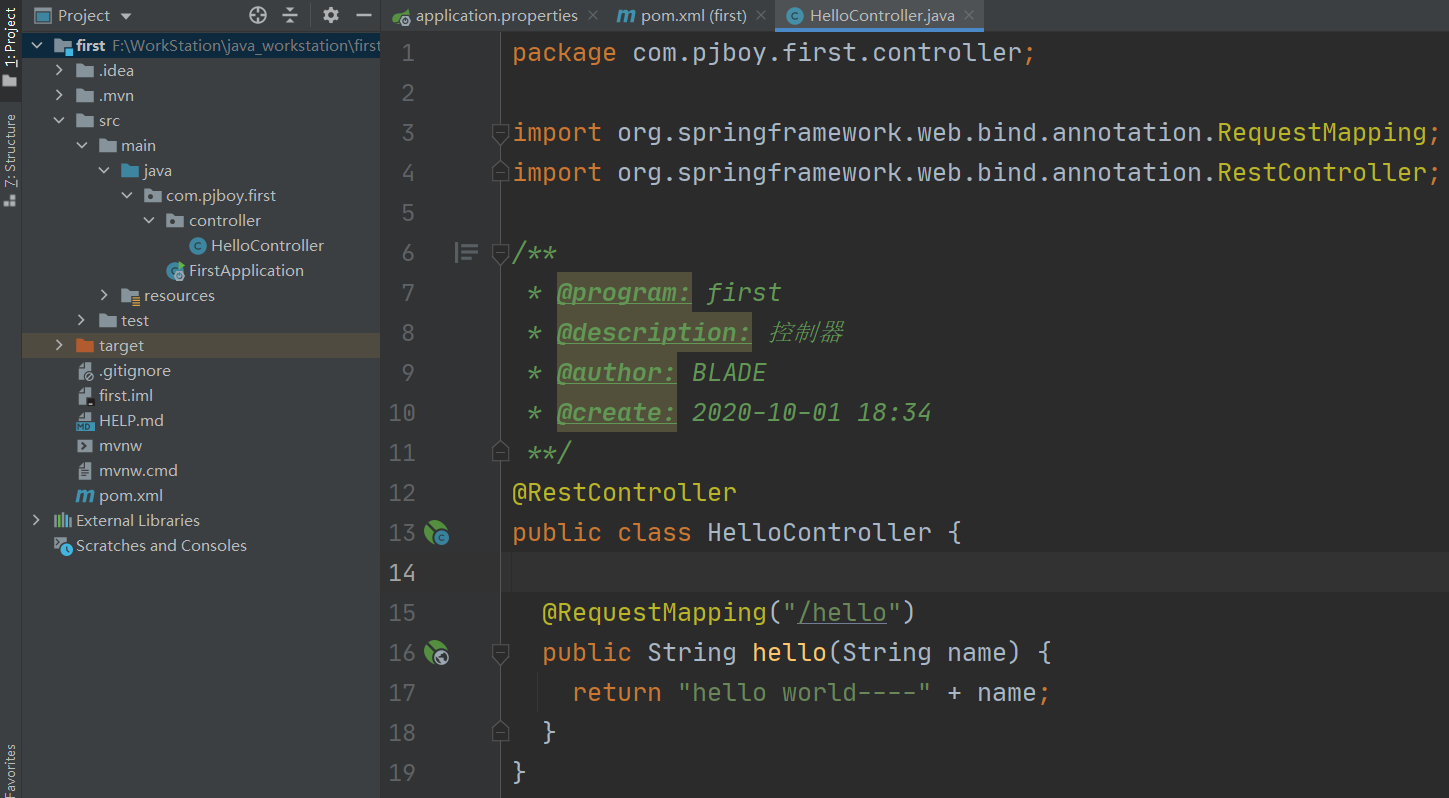 Project
application.properties
pom.xml (first)
HelloController.java
1: Project
Z: Structure
Favorites
first F:\WorkStation\java_workstation\first
.idea
.mvn
src
main
java
com.pjboy.first
controller
HelloController
FirstApplication
resources
test
target
.gitignore
first.iml
HELP.md
mvnw
mvnw.cmd
pom.xml
External Libraries
Scratches and Consoles
1 package com.pjboy.first.controller;
2
3 import org.springframework.web.bind.annotation.RequestMapping;
4 import org.springframework.web.bind.annotation.RestController;
5
6 /**
7 * @program: first
8 * @description: 控制器
9 * @author: BLADE
10 * @create: 2020-10-01 18:34
11 **/
12 @RestController
13 public class HelloController {
14
15 @RequestMapping("/hello")
16 public String hello(String name) {
17 return "hello world----" + name;
18 }
19 }